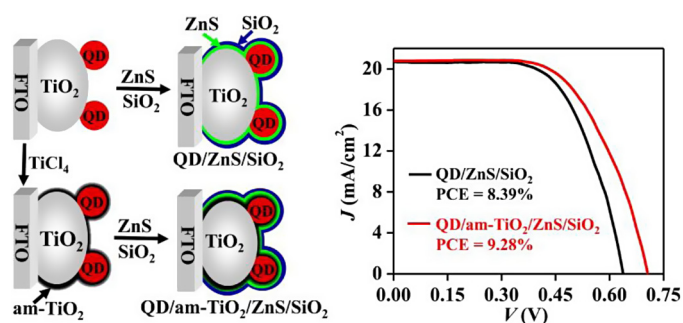 ZnS SiO₂
QD
TiO₂
QD
FTO
ZnS
SiO₂
QD
TiO₂
QD
FTO
QD/ZnS/SiO₂
TiCl₄
QD
TiO₂
QD
FTO
am-TiO₂
ZnS
SiO₂
QD
TiO₂
QD
FTO
QD/am-TiO₂/ZnS/SiO₂
J (mA/cm²)
20
16
12
8
4
0
QD/ZnS/SiO₂
PCE = 8.39%
QD/am-TiO₂/ZnS/SiO₂
PCE = 9.28%
0.00 0.15 0.30 0.45 0.60 0.75
V (V)